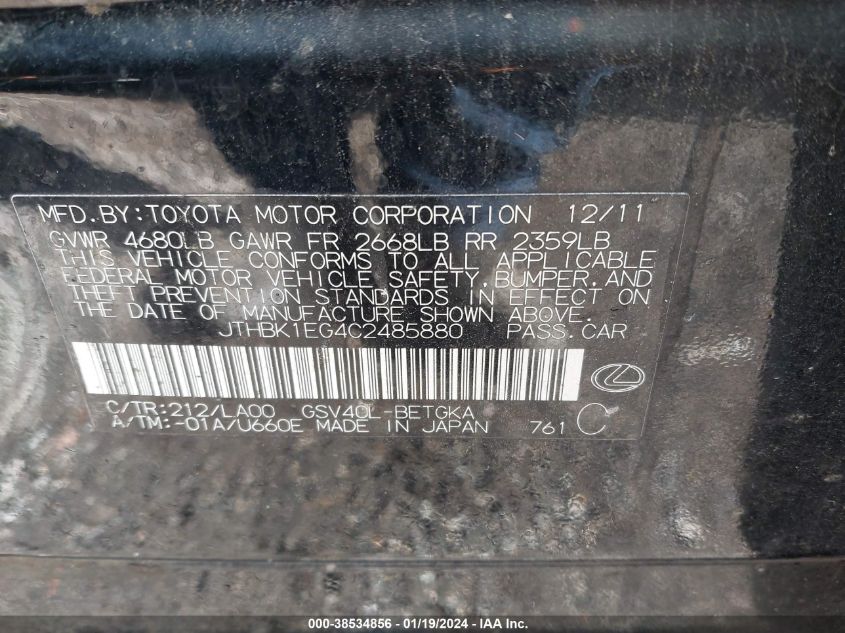 MFD.BY:TOYOTA MOTOR CORPORATION 12/11
GVWR 4680LB GAWR FR 2668LB RR 2359LB
THIS VEHICLE CONFORMS TO ALL APPLICABLE
FEDERAL MOTOR VEHICLE SAFETY,BUMPER,AND
THEFT PREVENTION STANDARDS IN EFFECT ON
THE DATE OF MANUFACTURE SHOWN ABOVE.
JTHBK1EG4C2485880 PASS.CAR
C/TR:212/LA00 GSV40L-BETGKA
A/TM:-01A/U660E MADE IN JAPAN 761 C
000-38534856 - 01/19/2024 - IAA Inc.